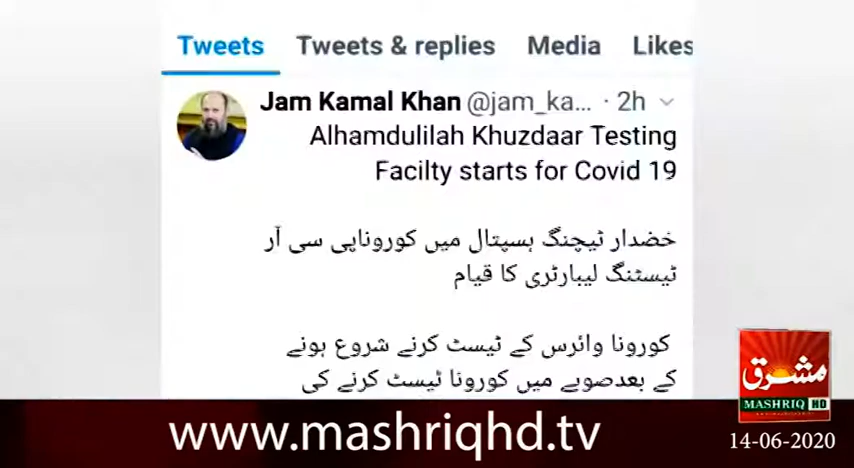 Tweets Tweets & replies Media Likes
Jam Kamal Khan @jam_ka... · 2h
Alhamdulilah Khuzdaar Testing
Facilty starts for Covid 19
خضدار ٹیچنگ ہسپتال میں کوروناپی سی آر
ٹیسٹنگ لیبارٹری کا قیام
کورونا وائرس کے ٹیسٹ کرنے شروع ہونے
کے بعدصوبے میں کورونا ٹیسٹ کرنے کی
مشرق
MASHRIQ HD
www.mashriqhd.tv
14-06-2020